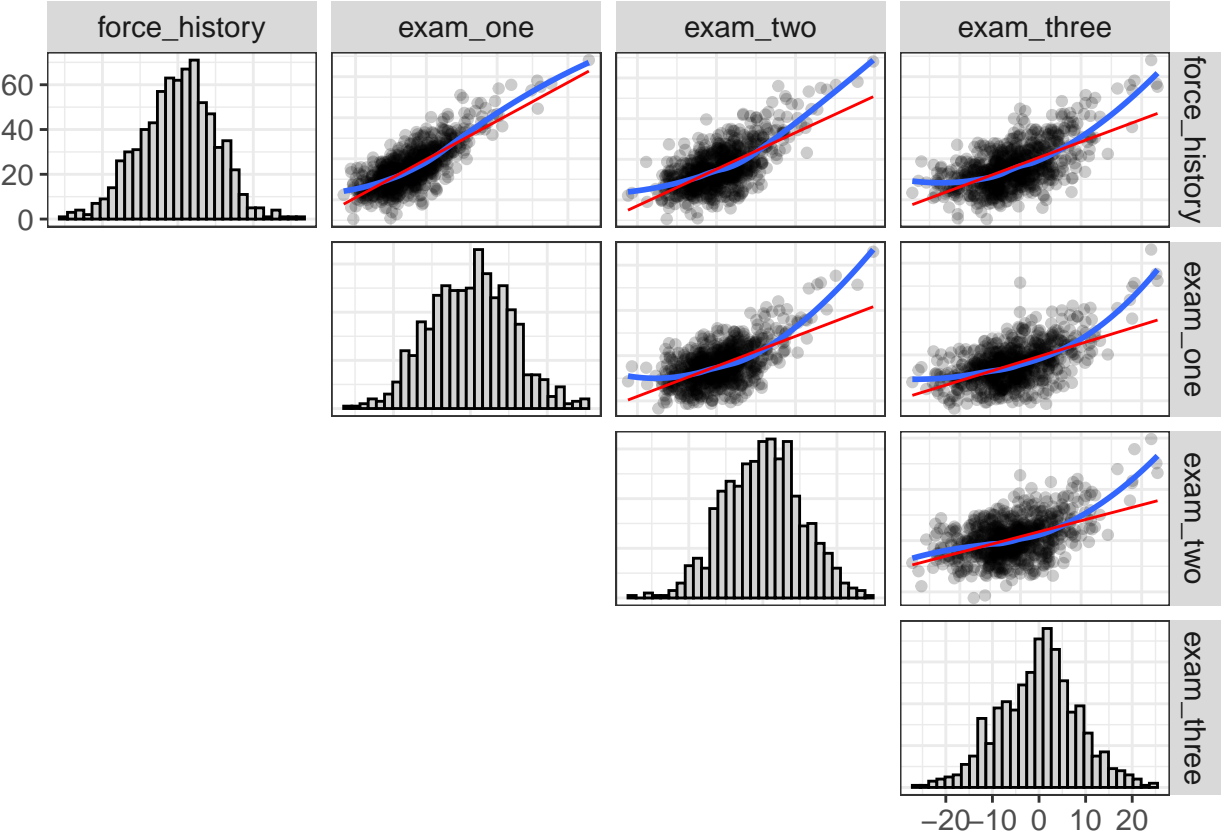 force_history
exam_one
exam_two
exam_three
60
40
20
0
force_history
exam_one
exam_two
exam_three
−20
−10
0
10
20